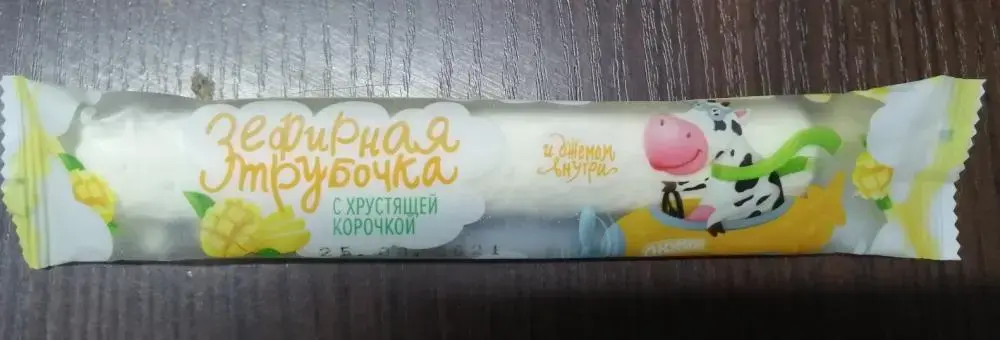 Зефирная
трубочка
С ХРУСТЯЩЕЙ
КОРОЧКОЙ
и джемом
внутри